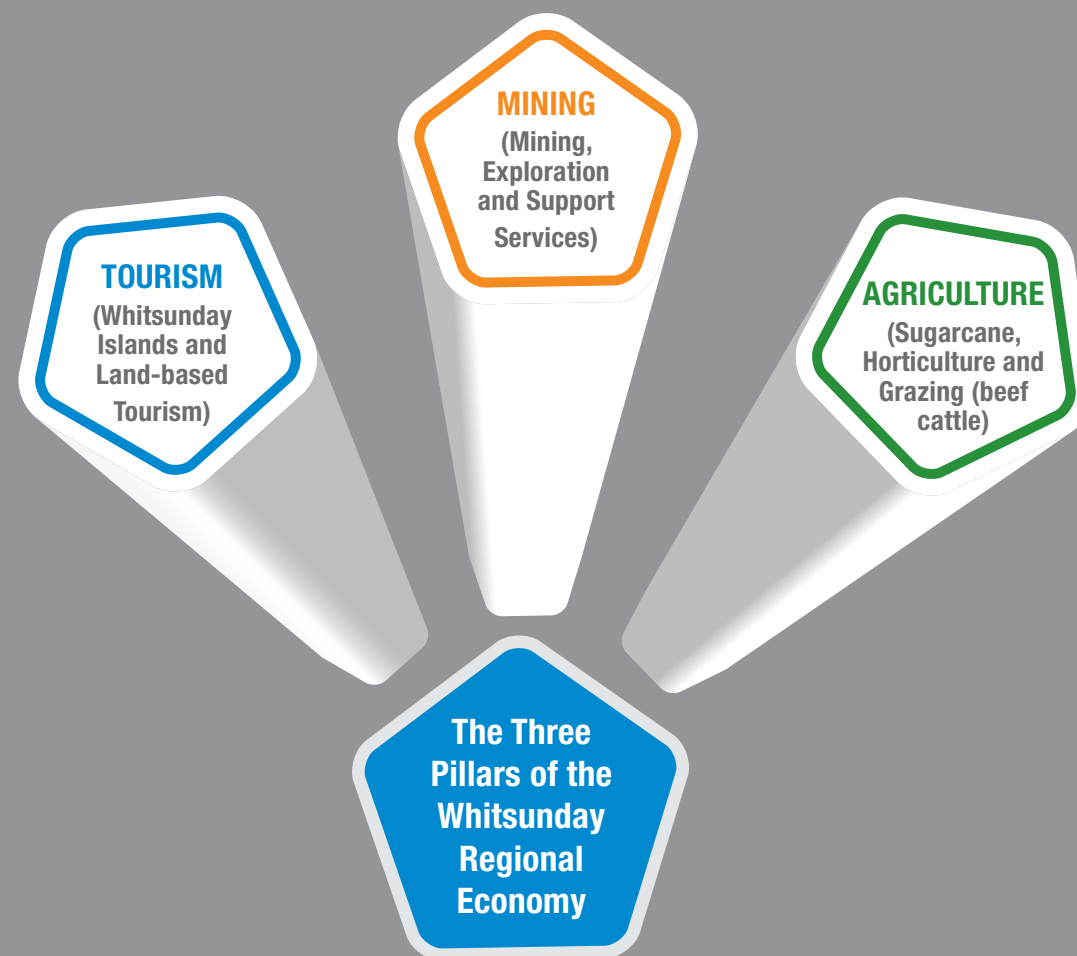 MINING
(Mining,
Exploration
and Support
Services)
TOURISM
(Whitsunday
Islands and
Land-based
Tourism)
AGRICULTURE
(Sugarcane,
Horticulture and
Grazing (beef
cattle)
The Three
Pillars of the
Whitsunday
Regional
Economy